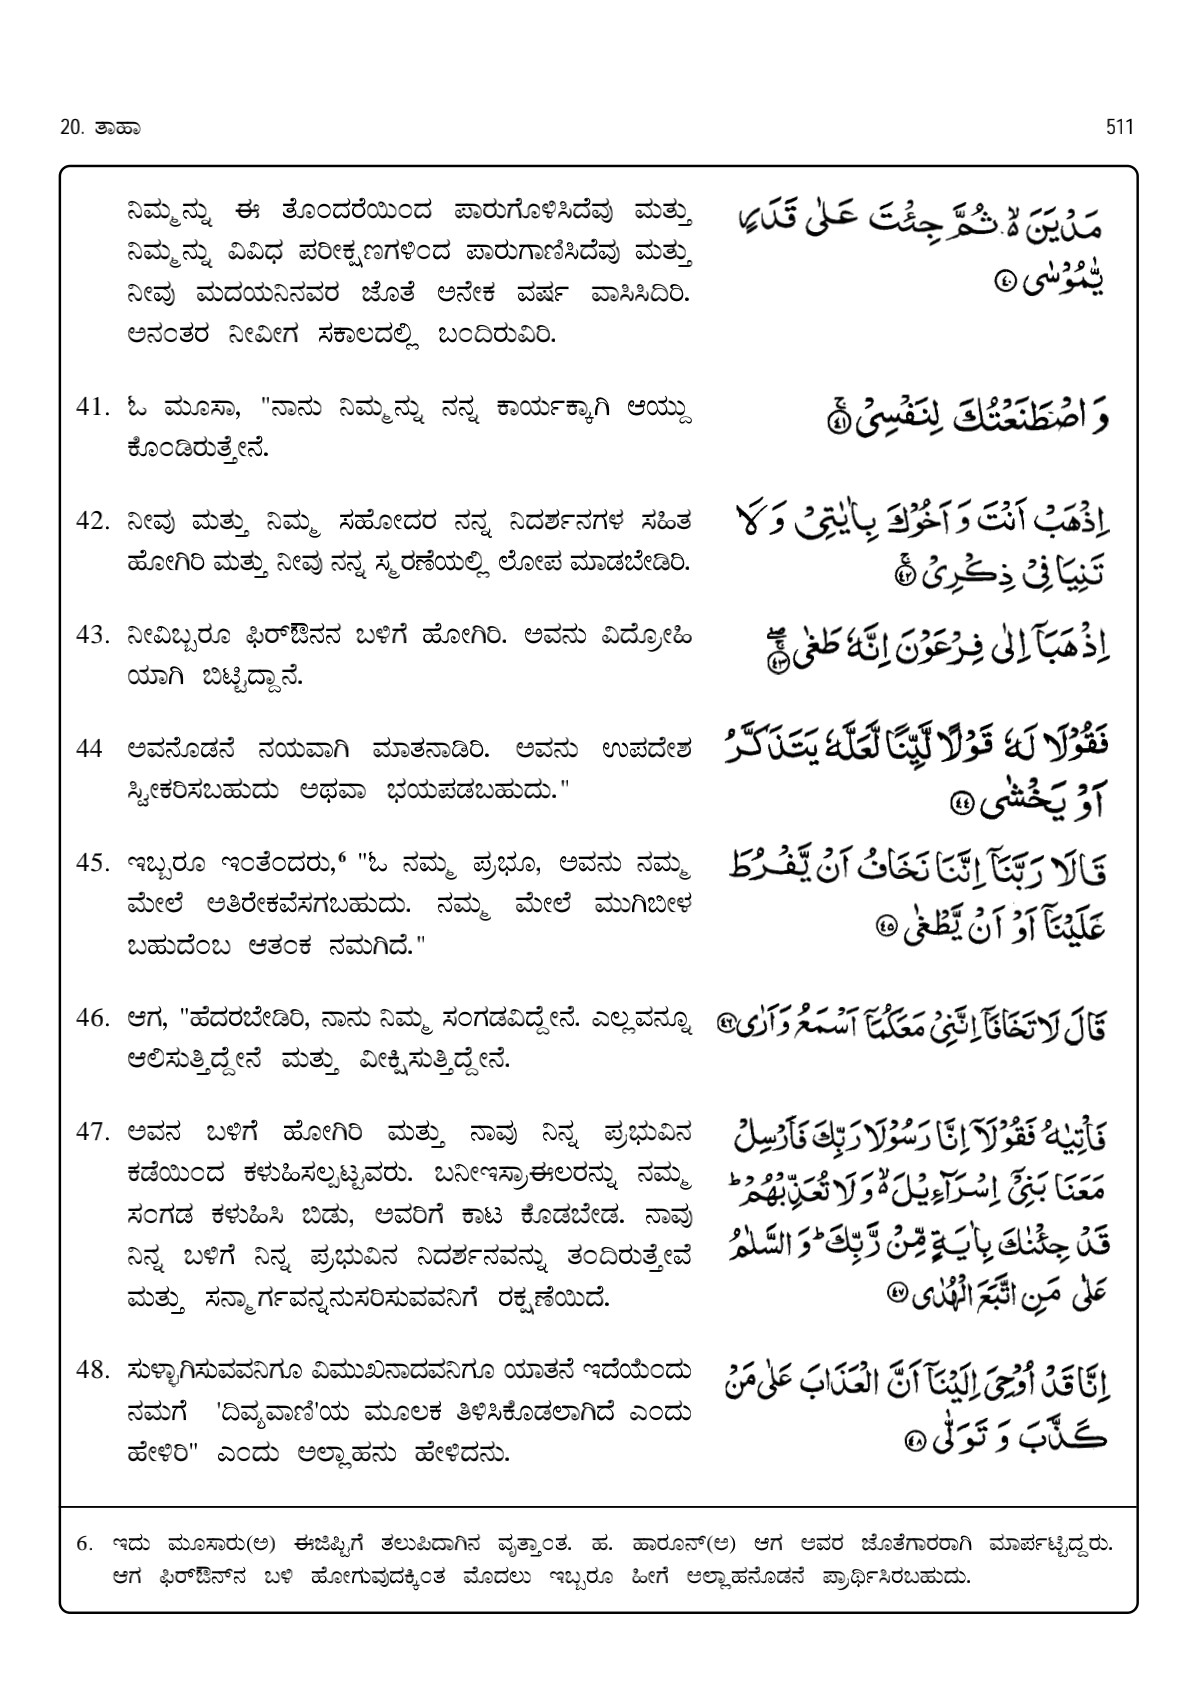 20. ತಾಹಾ
511
ನಿಮ್ಮನ್ನು ಈ ತೊಂದರೆಯಿಂದ ಪಾರುಗೊಳಿಸಿದೆವು ಮತ್ತು
ನಿಮ್ಮನ್ನು ವಿವಿಧ ಪರೀಕ್ಷಣಗಳಿಂದ ಪಾರುಗಾಣಿಸಿದೆವು ಮತ್ತು
ನೀವು ಮದಯನಿನವರ ಜೊತೆ ಅನೇಕ ವರ್ಷ ವಾಸಿಸಿದಿರಿ.
ಅನಂತರ ನೀವೀಗ ಸಕಾಲದಲ್ಲಿ ಬಂದಿರುವಿರಿ.
مَدْيَنَ ۙ ثُمَّ جِئْتَ عَلٰى قَدَرٍ
يّٰمُوْسٰى ﴿٤٠﴾
41. ಓ ಮೂಸಾ, "ನಾನು ನಿಮ್ಮನ್ನು ನನ್ನ ಕಾರ್ಯಕ್ಕಾಗಿ ಆಯ್ದು
ಕೊಂಡಿರುತ್ತೇನೆ.
وَاصْطَنَعْتُكَ لِنَفْسِيْ ۚ﴿٤١﴾
42. ನೀವು ಮತ್ತು ನಿಮ್ಮ ಸಹೋದರ ನನ್ನ ನಿದರ್ಶನಗಳ ಸಹಿತ
ಹೋಗಿರಿ ಮತ್ತು ನೀವು ನನ್ನ ಸ್ಮರಣೆಯಲ್ಲಿ ಲೋಪ ಮಾಡಬೇಡಿರಿ.
اِذْهَبْ اَنْتَ وَاَخُوْكَ بِاٰيٰتِيْ وَلَا
تَنِيَا فِيْ ذِكْرِيْ ۚ﴿٤٢﴾
43. ನೀವಿಬ್ಬರೂ ಫಿರ್‌ಔನನ ಬಳಿಗೆ ಹೋಗಿರಿ. ಅವನು ವಿದ್ರೋಹಿ
ಯಾಗಿ ಬಿಟ್ಟಿದ್ದಾನೆ.
اِذْهَبَآ اِلٰى فِرْعَوْنَ اِنَّهٗ طَغٰى ۖۚ﴿٤٣﴾
44 ಅವನೊಡನೆ ನಯವಾಗಿ ಮಾತನಾಡಿರಿ. ಅವನು ಉಪದೇಶ
ಸ್ವೀಕರಿಸಬಹುದು ಅಥವಾ ಭಯಪಡಬಹುದು."
فَقُوْلَا لَهٗ قَوْلًا لَّيِّنًا لَّعَلَّهٗ يَتَذَكَّرُ
اَوْ يَخْشٰى ﴿٤٤﴾
45. ಇಬ್ಬರೂ ಇಂತೆಂದರು,⁶ "ಓ ನಮ್ಮ ಪ್ರಭೂ, ಅವನು ನಮ್ಮ
ಮೇಲೆ ಅತಿರೇಕವೆಸಗಬಹುದು. ನಮ್ಮ ಮೇಲೆ ಮುಗಿಬೀಳ
ಬಹುದೆಂಬ ಆತಂಕ ನಮಗಿದೆ."
قَالَا رَبَّنَآ اِنَّنَا نَخَافُ اَنْ يَّفْرُطَ
عَلَيْنَآ اَوْ اَنْ يَّطْغٰى ﴿٤٥﴾
46. ಆಗ, "ಹೆದರಬೇಡಿರಿ, ನಾನು ನಿಮ್ಮ ಸಂಗಡವಿದ್ದೇನೆ. ಎಲ್ಲವನ್ನೂ
ಆಲಿಸುತ್ತಿದ್ದೇನೆ ಮತ್ತು ವೀಕ್ಷಿಸುತ್ತಿದ್ದೇನೆ.
قَالَ لَا تَخَافَآ اِنَّنِيْ مَعَكُمَآ اَسْمَعُ وَاَرٰى ﴿٤٦﴾
47. ಅವನ ಬಳಿಗೆ ಹೋಗಿರಿ ಮತ್ತು ನಾವು ನಿನ್ನ ಪ್ರಭುವಿನ
ಕಡೆಯಿಂದ ಕಳುಹಿಸಲ್ಪಟ್ಟವರು. ಬನೀಇಸ್ರಾಈಲರನ್ನು ನಮ್ಮ
ಸಂಗಡ ಕಳುಹಿಸಿ ಬಿಡು, ಅವರಿಗೆ ಕಾಟ ಕೊಡಬೇಡ. ನಾವು
ನಿನ್ನ ಬಳಿಗೆ ನಿನ್ನ ಪ್ರಭುವಿನ ನಿದರ್ಶನವನ್ನು ತಂದಿರುತ್ತೇವೆ
ಮತ್ತು ಸನ್ಮಾರ್ಗವನ್ನನುಸರಿಸುವವನಿಗೆ ರಕ್ಷಣೆಯಿದೆ.
فَاْتِيٰهُ فَقُوْلَآ اِنَّا رَسُوْلَا رَبِّكَ فَاَرْسِلْ
مَعَنَا بَنِيْٓ اِسْرَآءِيْلَ ۙ وَلَا تُعَذِّبْهُمْ ؕ
قَدْ جِئْنٰكَ بِاٰيَةٍ مِّنْ رَّبِّكَ ؕ وَالسَّلٰمُ
عَلٰى مَنِ اتَّبَعَ الْهُدٰى ﴿٤٧﴾
48. ಸುಳ್ಳಾಗಿಸುವವನಿಗೂ ವಿಮುಖನಾದವನಿಗೂ ಯಾತನೆ ಇದೆಯೆಂದು
ನಮಗೆ 'ದಿವ್ಯವಾಣಿ'ಯ ಮೂಲಕ ತಿಳಿಸಿಕೊಡಲಾಗಿದೆ ಎಂದು
ಹೇಳಿರಿ" ಎಂದು ಅಲ್ಲಾಹನು ಹೇಳಿದನು.
اِنَّا قَدْ اُوْحِيَ اِلَيْنَآ اَنَّ الْعَذَابَ عَلٰى مَنْ
كَذَّبَ وَتَوَلّٰى ﴿٤٨﴾
6. ಇದು ಮೂಸಾರು(ಅ) ಈಜಿಪ್ಟಿಗೆ ತಲುಪಿದಾಗಿನ ವೃತ್ತಾಂತ. ಹ. ಹಾರೂನ್(ಅ) ಆಗ ಅವರ ಜೊತೆಗಾರರಾಗಿ ಮಾರ್ಪಟ್ಟಿದ್ದರು.
ಆಗ ಫಿರ್‌ಔನ್‌ನ ಬಳಿ ಹೋಗುವುದಕ್ಕಿಂತ ಮೊದಲು ಇಬ್ಬರೂ ಹೀಗೆ ಅಲ್ಲಾಹನೊಡನೆ ಪ್ರಾರ್ಥಿಸಿರಬಹುದು.